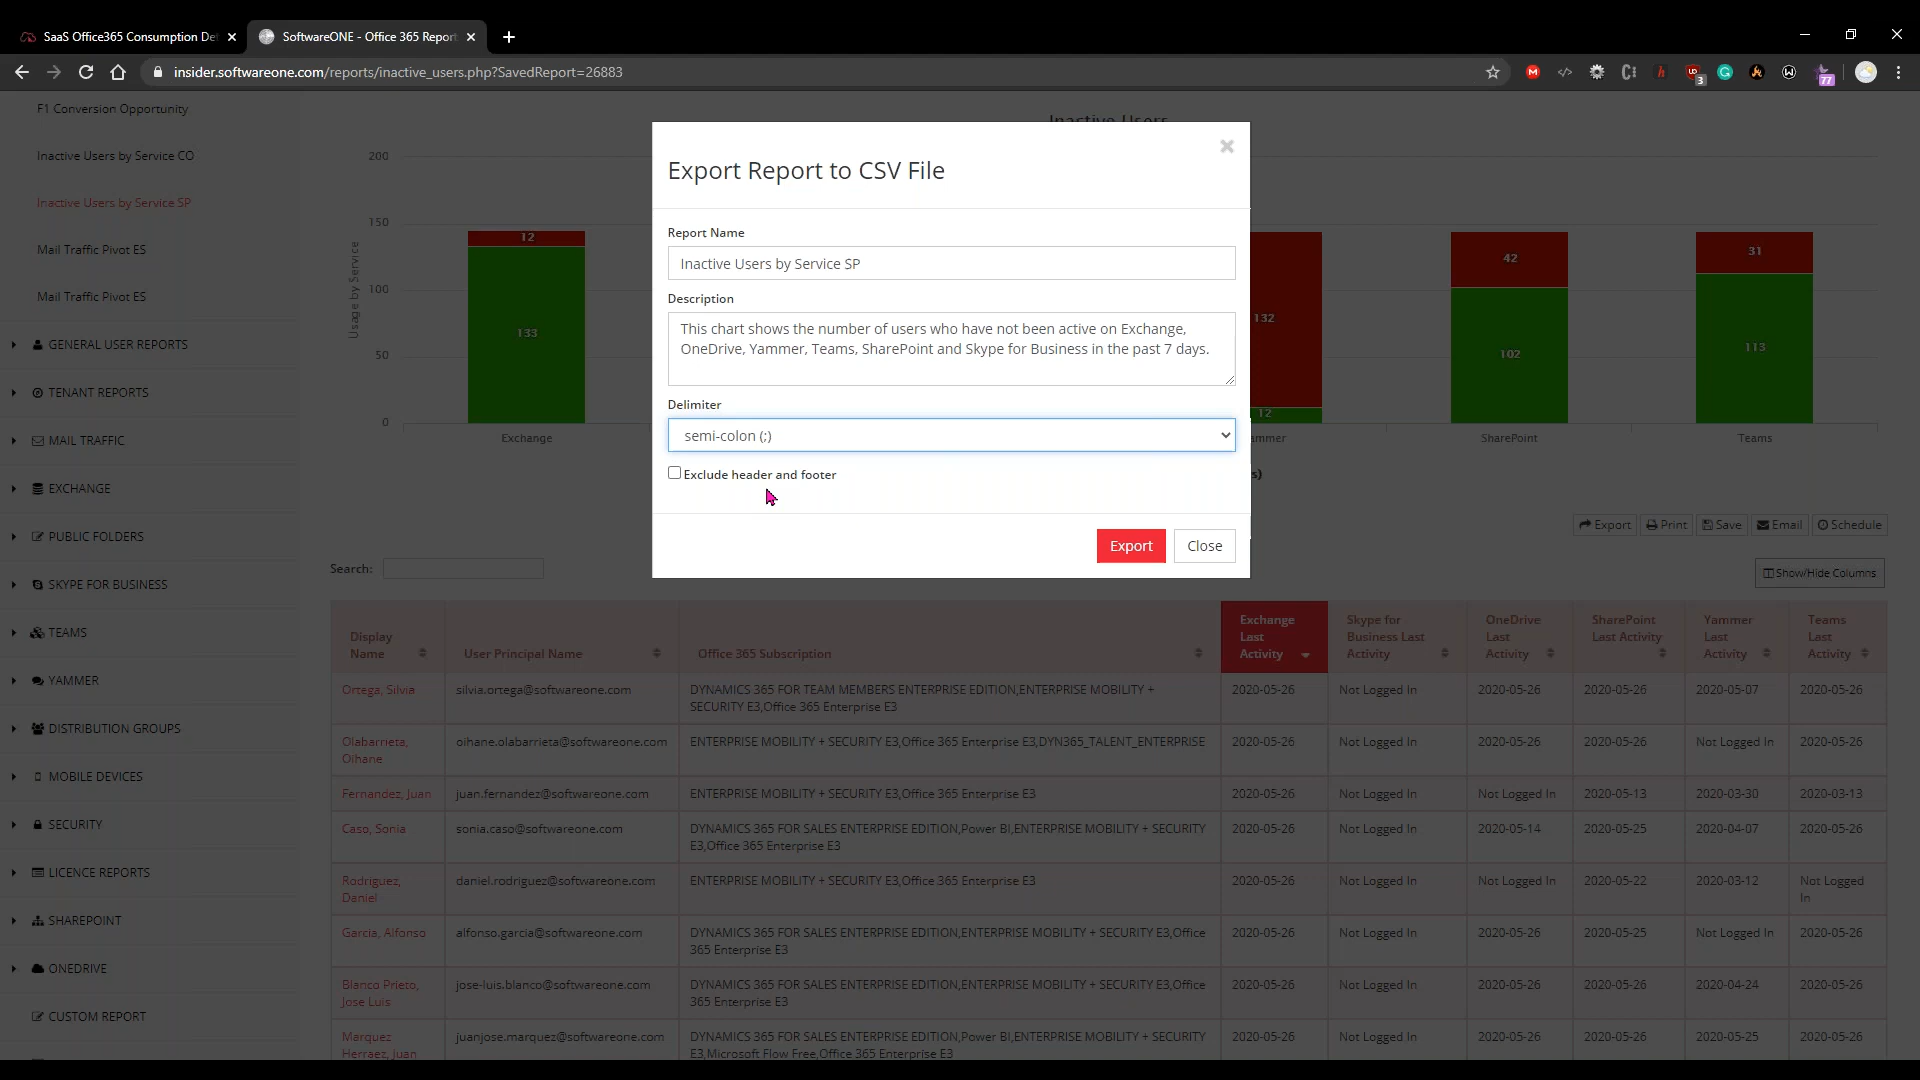 SaaS Office365 Consumption De
SoftwareONE - Office 365 Report
insider.softwareone.com/reports/inactive_users.php?SavedReport=26883
3
77
F1 Conversion Opportunity
Inactive Users by Service CO
Inactive Users by Service SP
Mail Traffic Pivot ES
Mail Traffic Pivot ES
GENERAL USER REPORTS
TENANT REPORTS
MAIL TRAFFIC
EXCHANGE
PUBLIC FOLDERS
SKYPE FOR BUSINESS
TEAMS
YAMMER
DISTRIBUTION GROUPS
MOBILE DEVICES
SECURITY
LICENCE REPORTS
SHAREPOINT
ONEDRIVE
CUSTOM REPORT
Inactive Users
Usage by Service
200
150
100
50
0
12
133
Exchange
132
12
mmer
42
102
SharePoint
31
113
Teams
s)
Export Report to CSV File
Report Name
Inactive Users by Service SP
Description
This chart shows the number of users who have not been active on Exchange,
OneDrive, Yammer, Teams, SharePoint and Skype for Business in the past 7 days.
Delimiter
semi-colon (;)
Exclude header and footer
Export
Close
Export Print Save Email Schedule
Search:
Show/Hide Columns
Display Name
User Principal Name
Office 365 Subscription
Exchange Last Activity
Skype for Business Last Activity
OneDrive Last Activity
SharePoint Last Activity
Yammer Last Activity
Teams Last Activity
Ortega, Silvia silvia.ortega@softwareone.com DYNAMICS 365 FOR TEAM MEMBERS ENTERPRISE EDITION,ENTERPRISE MOBILITY + SECURITY E3,Office 365 Enterprise E3 2020-05-26 Not Logged In 2020-05-26 2020-05-26 2020-05-07 2020-05-26
Olabarrieta, Oihane oihane.olabarrieta@softwareone.com ENTERPRISE MOBILITY + SECURITY E3,Office 365 Enterprise E3,DYN365_TALENT_ENTERPRISE 2020-05-26 Not Logged In 2020-05-26 2020-05-26 Not Logged In 2020-05-26
Fernandez, Juan juan.fernandez@softwareone.com ENTERPRISE MOBILITY + SECURITY E3,Office 365 Enterprise E3 2020-05-26 Not Logged In Not Logged In 2020-05-13 2020-03-30 2020-03-13
Caso, Sonia sonia.caso@softwareone.com DYNAMICS 365 FOR SALES ENTERPRISE EDITION,Power BI,ENTERPRISE MOBILITY + SECURITY E3,Office 365 Enterprise E3 2020-05-26 Not Logged In 2020-05-14 2020-05-25 2020-04-07 2020-05-26
Rodriguez, Daniel daniel.rodriguez@softwareone.com ENTERPRISE MOBILITY + SECURITY E3,Office 365 Enterprise E3 2020-05-26 Not Logged In Not Logged In 2020-05-22 2020-03-12 Not Logged In
Garcia, Alfonso alfonso.garcia@softwareone.com DYNAMICS 365 FOR SALES ENTERPRISE EDITION,ENTERPRISE MOBILITY + SECURITY E3,Office 365 Enterprise E3 2020-05-26 Not Logged In 2020-05-26 2020-05-25 Not Logged In 2020-05-26
Blanco Prieto, Jose Luis jose-luis.blanco@softwareone.com DYNAMICS 365 FOR SALES ENTERPRISE EDITION,ENTERPRISE MOBILITY + SECURITY E3,Office 365 Enterprise E3 2020-05-26 Not Logged In 2020-05-26 2020-05-25 2020-04-24 2020-05-26
Marquez Herraez, Juan juanjose.marquez@softwareone.com DYNAMICS 365 FOR SALES ENTERPRISE EDITION,Power BI,ENTERPRISE MOBILITY + SECURITY E3,Microsoft Flow Free,Office 365 Enterprise E3 2020-05-26 Not Logged In 2020-05-26 2020-05-26 2020-05-25 2020-05-26